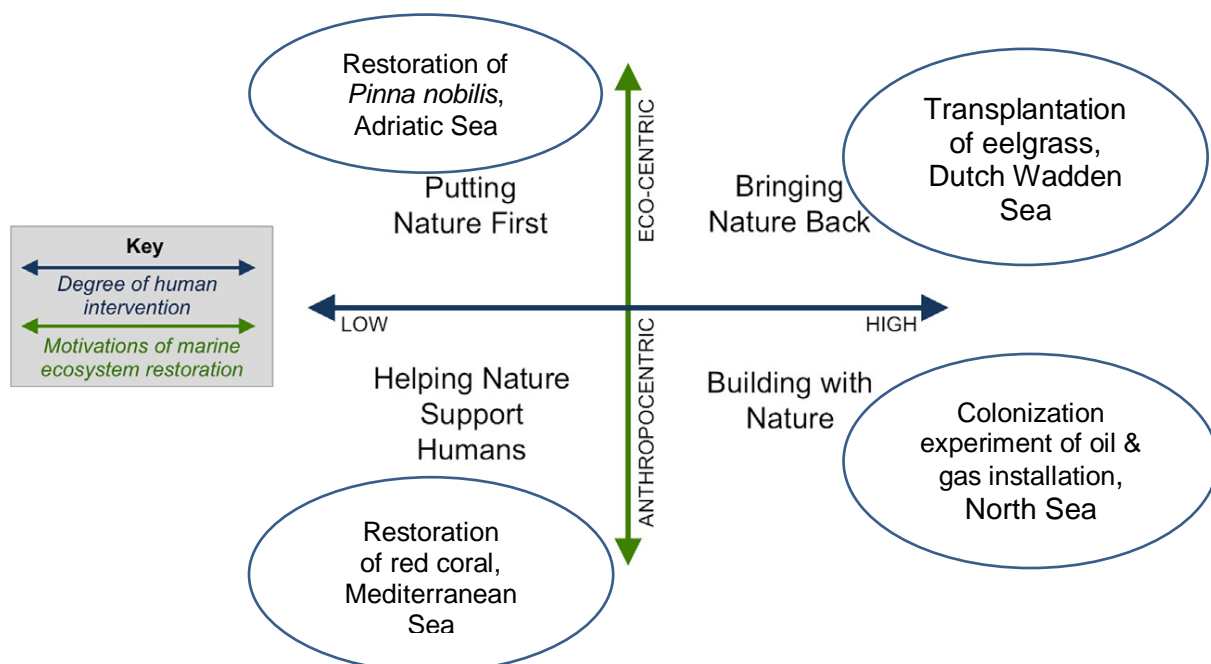 Restoration of
Pinna nobilis,
Adriatic Sea
Transplantation
of eelgrass,
Dutch Wadden
Sea
Putting
Nature First
ECO-CENTRIC
Bringing
Nature Back
Key
Degree of human
intervention
Motivations of marine
ecosystem restoration
LOW
HIGH
Helping Nature
Support
Humans
ANTHROPOCENTRIC
Building with
Nature
Colonization
experiment of oil &
gas installation,
North Sea
Restoration
of red coral,
Mediterranean
Sea